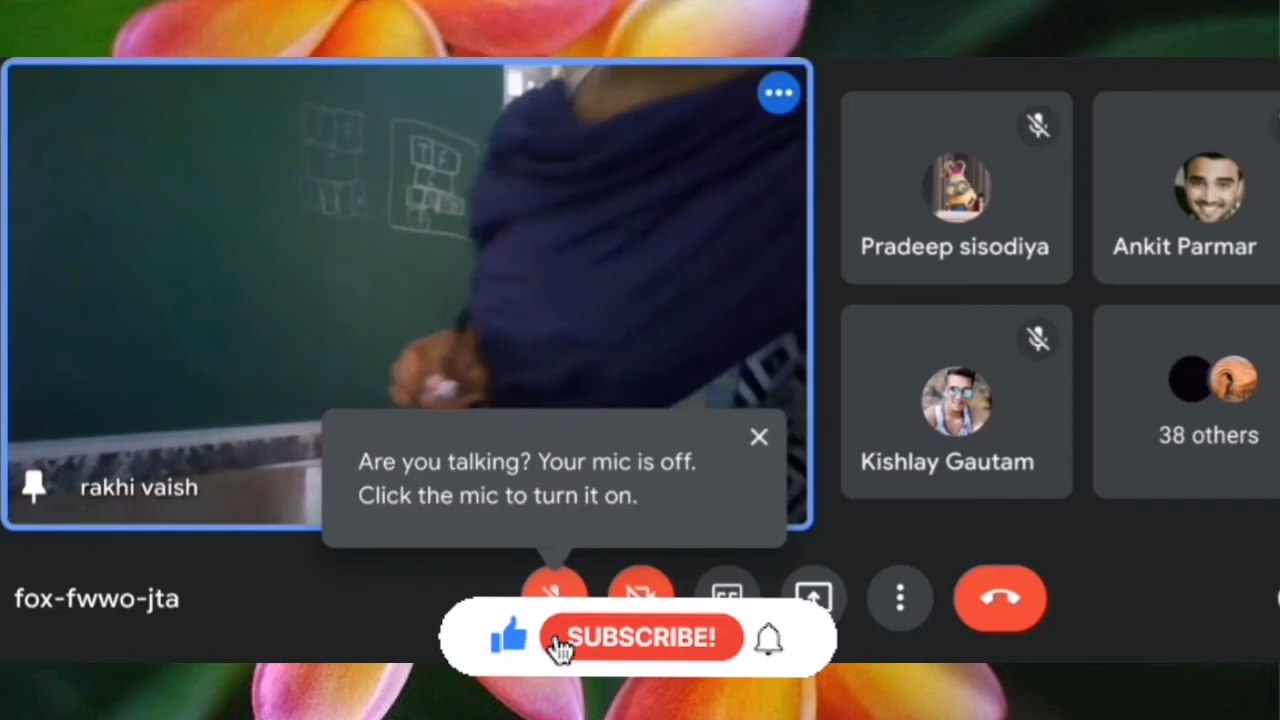 T F
T F
Pradeep sisodiya
Ankit Parmar
Kishlay Gautam
38 others
Are you talking? Your mic is off.
Click the mic to turn it on.
rakhi vaish
fox-fwwo-jta
CC
SUBSCRIBE!